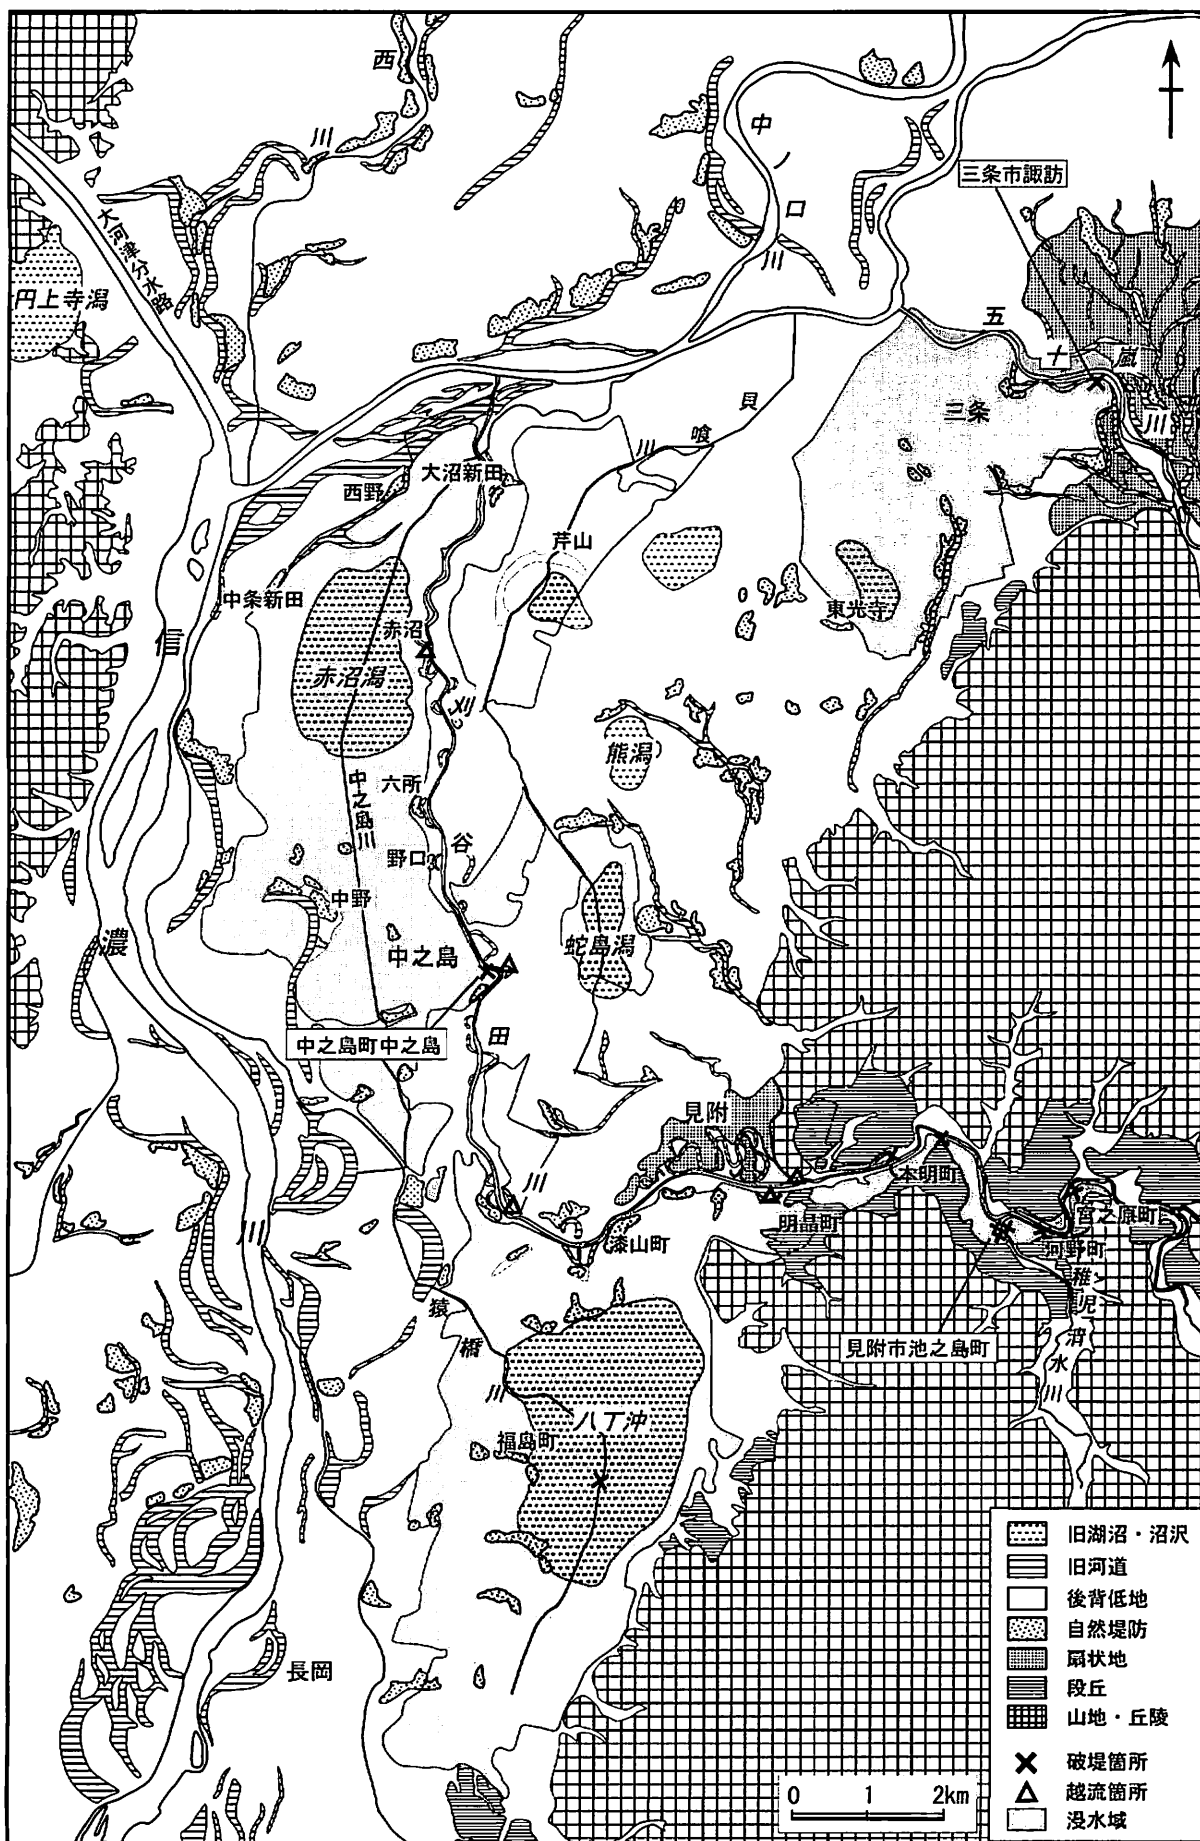 西川
中ノ口川
三条市諏訪
大河津分水路
円上寺潟
五十嵐川
三条
貝喰川
大沼新田
西野
芹山
中条新田
東光寺
赤沼
赤沼潟
信濃川
刈谷田川
熊潟
六所
中之島川
野口
中野
中之島
蛇島潟
中之島町中之島
見附
本明町
宮之原町
明晶町
河野町
漆山町
稚児清水川
猿橋川
見附市池之島町
八丁沖
福島町
長岡
旧湖沼・沼沢
旧河道
後背低地
自然堤防
扇状地
段丘
山地・丘陵
破堤箇所
越流箇所
没水域
0 1 2km